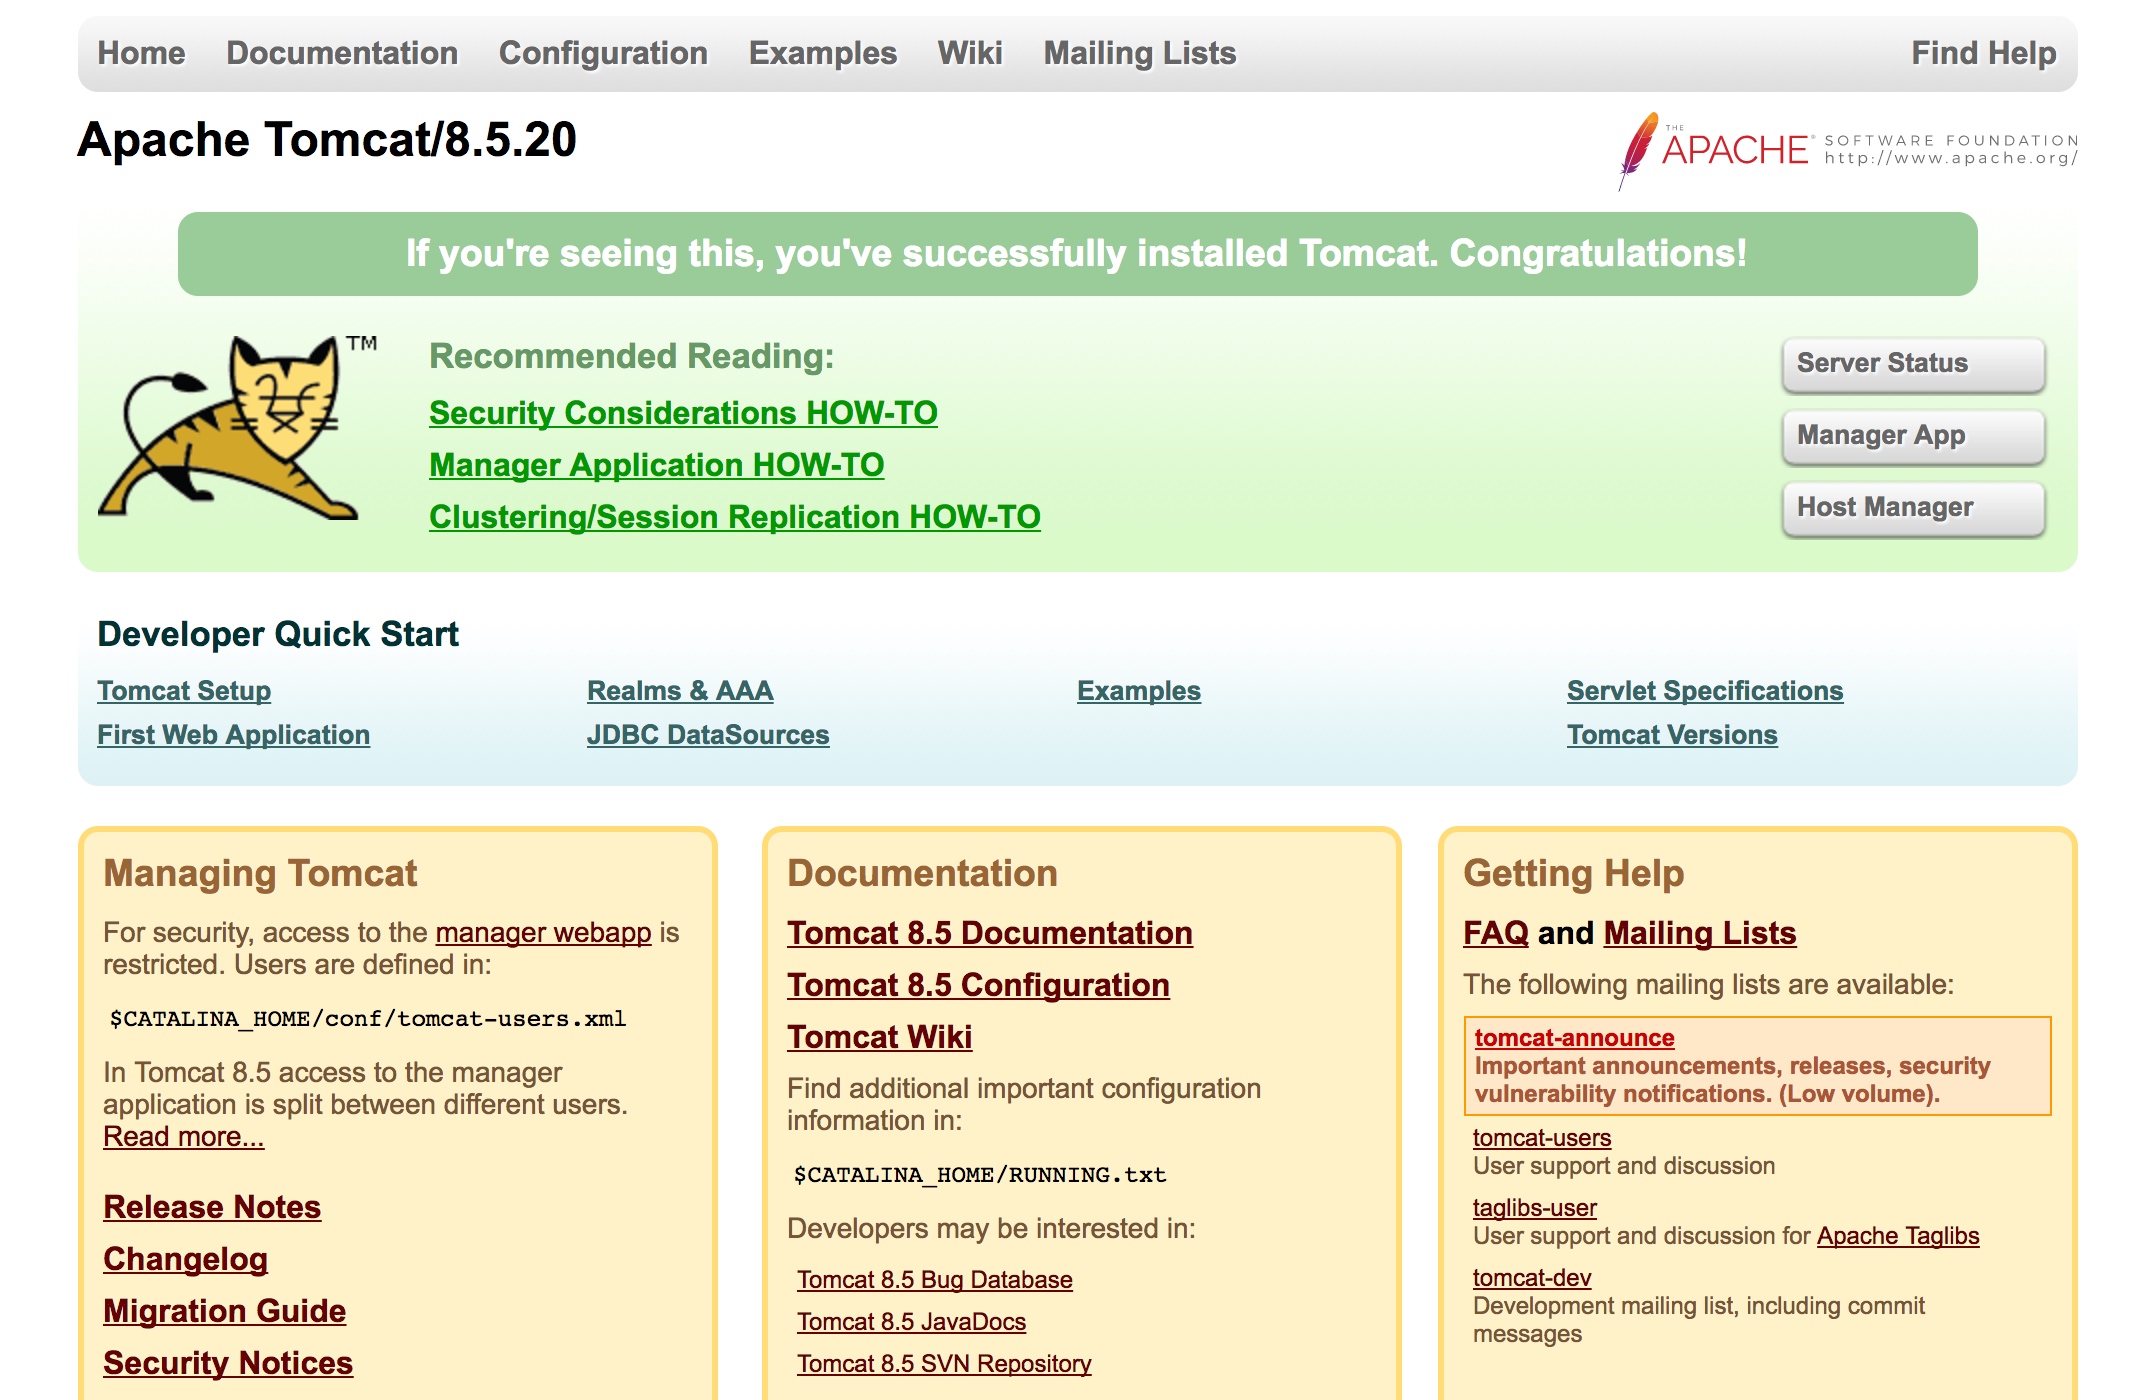 Home Documentation Configuration Examples Wiki Mailing Lists Find Help
Apache Tomcat/8.5.20
THE APACHE® SOFTWARE FOUNDATION
http://www.apache.org/
If you're seeing this, you've successfully installed Tomcat. Congratulations!
TM
Recommended Reading:
Security Considerations HOW-TO
Manager Application HOW-TO
Clustering/Session Replication HOW-TO
Server Status
Manager App
Host Manager
Developer Quick Start
Tomcat Setup
First Web Application
Realms & AAA
JDBC DataSources
Examples
Servlet Specifications
Tomcat Versions
Managing Tomcat
For security, access to the manager webapp is
restricted. Users are defined in:
$CATALINA_HOME/conf/tomcat-users.xml
In Tomcat 8.5 access to the manager
application is split between different users.
Read more...
Release Notes
Changelog
Migration Guide
Security Notices
Documentation
Tomcat 8.5 Documentation
Tomcat 8.5 Configuration
Tomcat Wiki
Find additional important configuration
information in:
$CATALINA_HOME/RUNNING.txt
Developers may be interested in:
Tomcat 8.5 Bug Database
Tomcat 8.5 JavaDocs
Tomcat 8.5 SVN Repository
Getting Help
FAQ and Mailing Lists
The following mailing lists are available:
tomcat-announce
Important announcements, releases, security
vulnerability notifications. (Low volume).
tomcat-users
User support and discussion
taglibs-user
User support and discussion for Apache Taglibs
tomcat-dev
Development mailing list, including commit
messages